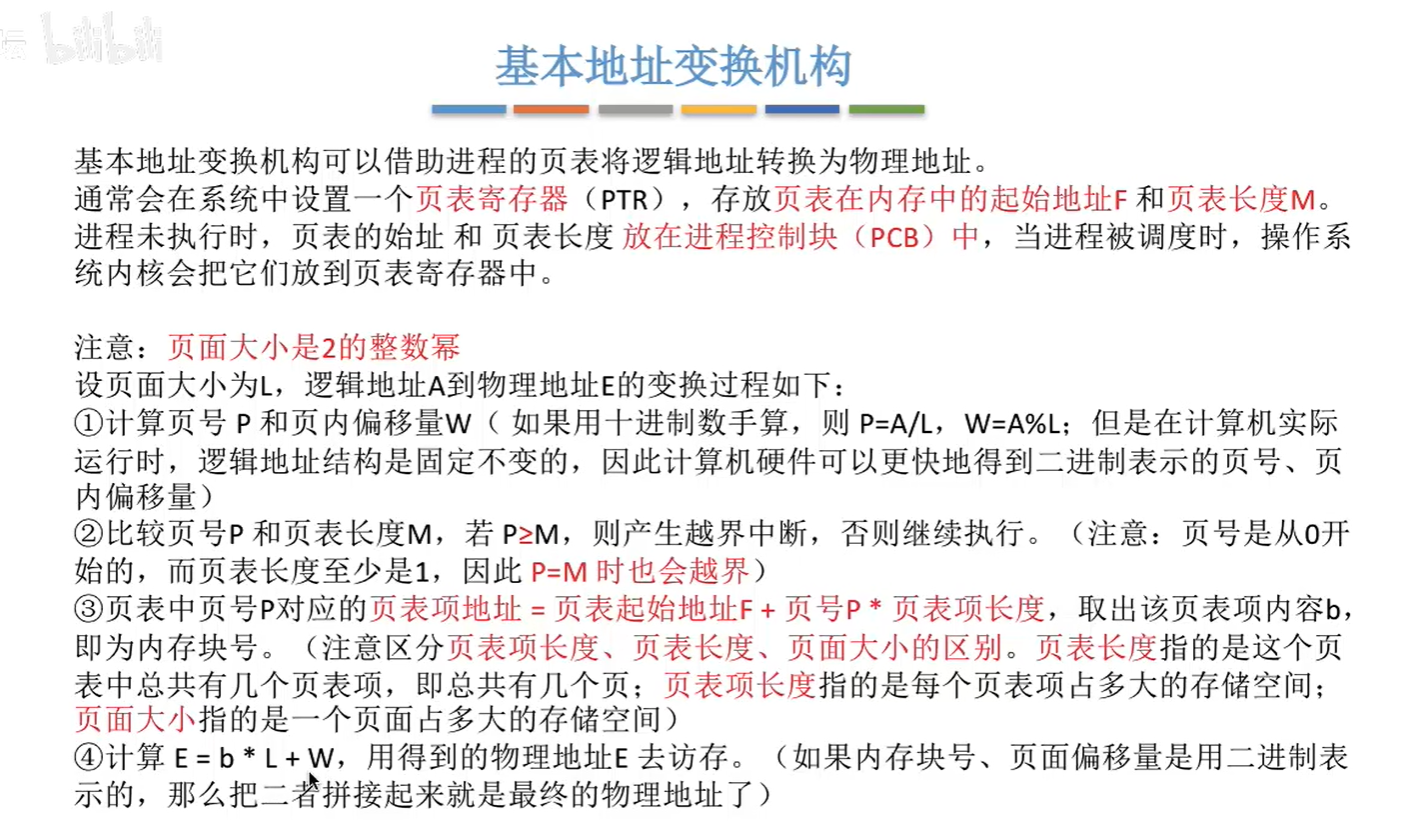 坛 bilibili
基本地址变换机构
基本地址变换机构可以借助进程的页表将逻辑地址转换为物理地址。
通常会在系统中设置一个页表寄存器（PTR），存放页表在内存中的起始地址F 和页表长度M。
进程未执行时，页表的始址 和 页表长度 放在进程控制块（PCB）中，当进程被调度时，操作系
统内核会把它们放到页表寄存器中。
注意：页面大小是2的整数幂
设页面大小为L，逻辑地址A到物理地址E的变换过程如下：
①计算页号 P 和页内偏移量W（ 如果用十进制数手算，则 P=A/L，W=A%L；但是在计算机实际
运行时，逻辑地址结构是固定不变的，因此计算机硬件可以更快地得到二进制表示的页号、页
内偏移量）
②比较页号P 和页表长度M，若 P≥M，则产生越界中断，否则继续执行。（注意：页号是从0开
始的，而页表长度至少是1，因此 P=M 时也会越界）
③页表中页号P对应的页表项地址 = 页表起始地址F + 页号P * 页表项长度，取出该页表项内容b，
即为内存块号。（注意区分页表项长度、页表长度、页面大小的区别。页表长度指的是这个页
表中总共有几个页表项，即总共有几个页；页表项长度指的是每个页表项占多大的存储空间；
页面大小指的是一个页面占多大的存储空间）
④计算 E = b * L + W，用得到的物理地址E 去访存。（如果内存块号、页面偏移量是用二进制表
示的，那么把二者拼接起来就是最终的物理地址了）